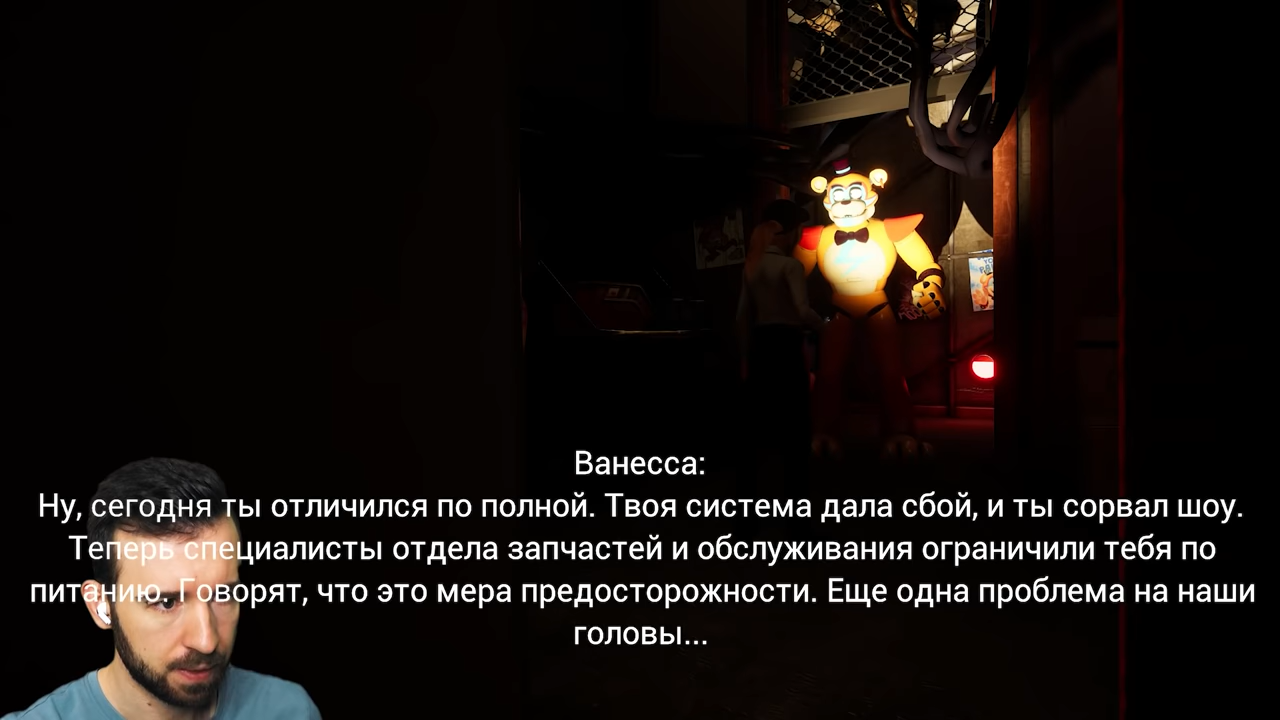 Ванесса:
Ну, сегодня ты отличился по полной. Твоя система дала сбой, и ты сорвал шоу.
Теперь специалисты отдела запчастей и обслуживания ограничили тебя по
питанию. Говорят, что это мера предосторожности. Еще одна проблема на наши
головы...